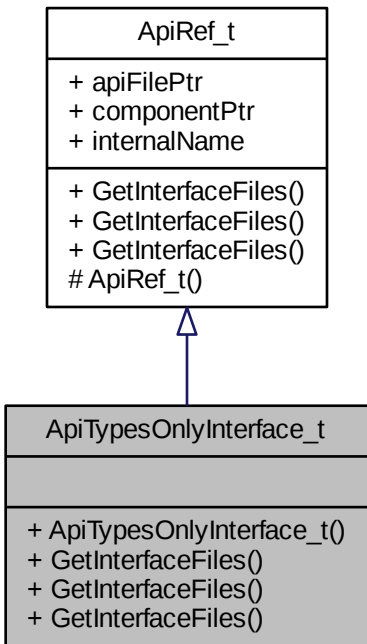 ApiRef_t
+ apiFilePtr
+ componentPtr
+ internalName
+ GetInterfaceFiles()
+ GetInterfaceFiles()
+ GetInterfaceFiles()
# ApiRef_t()
ApiTypesOnlyInterface_t
+ ApiTypesOnlyInterface_t()
+ GetInterfaceFiles()
+ GetInterfaceFiles()
+ GetInterfaceFiles()